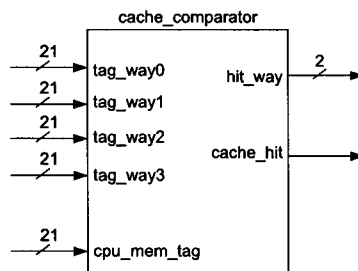 cache_comparator
21
tag_way0
hit_way
2
21
tag_way1
21
tag_way2
cache_hit
21
tag_way3
21
cpu_mem_tag